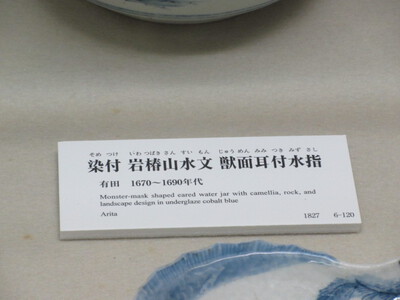 そめ つけ いわ つばき さん すい もん じゅう めん みみ つき みず さし
染付 岩椿山水文 獣面耳付水指
有田 1670～1690年代
Monster-mask shaped eared water jar with camellia, rock, and
landscape design in underglaze cobalt blue
Arita 1827 6-120